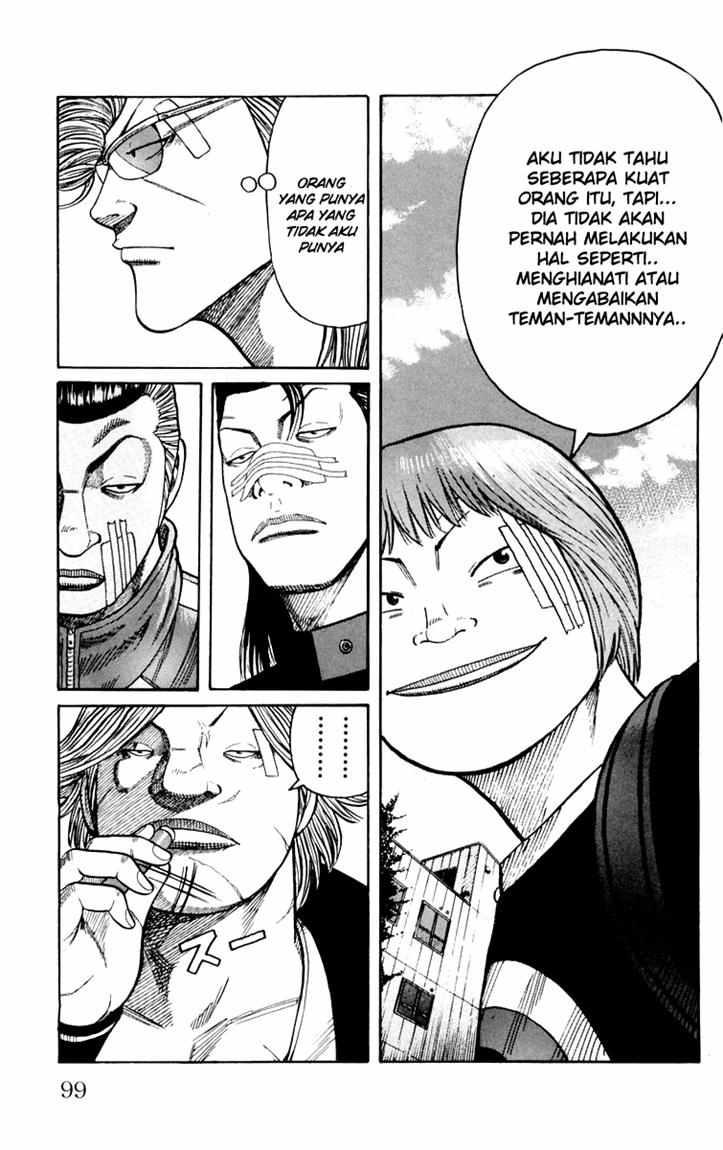 AKU TIDAK TAHU
SEBERAPA KUAT
ORANG ITU, TAPI...
DIA TIDAK AKAN
PERNAH MELAKUKAN
HAL SEPERTI..
MENGHIANATI ATAU
MENGABAIKAN
TEMAN-TEMANNNYA..
ORANG
YANG PUNYA
APA YANG
TIDAK AKU
PUNYA
スー
99